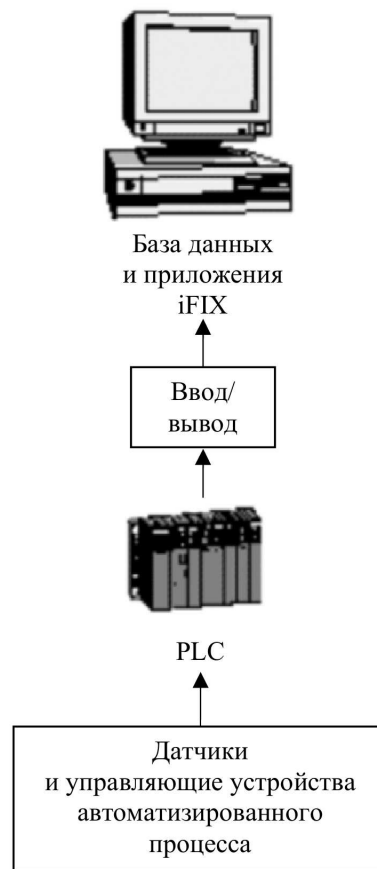 База данных
и приложения
iFIX
Ввод/
вывод
PLC
Датчики
и управляющие устройства
автоматизированного
процесса